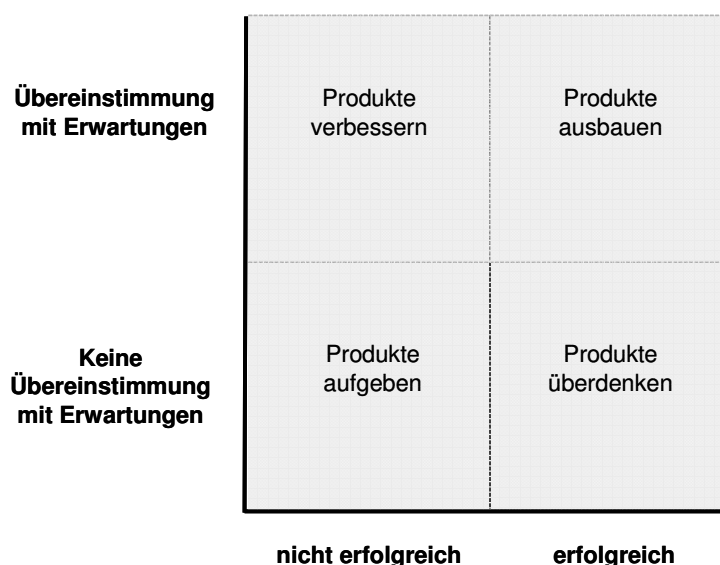 Übereinstimmung
mit Erwartungen
Produkte
verbessern
Produkte
ausbauen
Keine
Übereinstimmung
mit Erwartungen
Produkte
aufgeben
Produkte
überdenken
nicht erfolgreich
erfolgreich